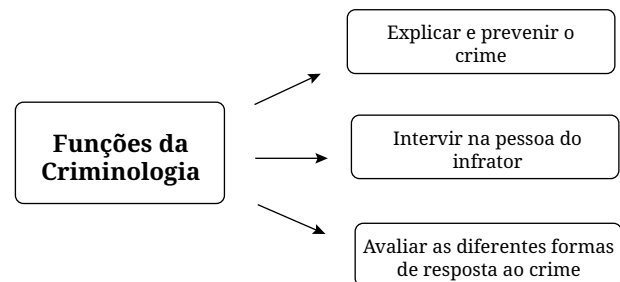 Funções da
Criminologia
Explicar e prevenir o
crime
Intervir na pessoa do
infrator
Avaliar as diferentes formas
de resposta ao crime